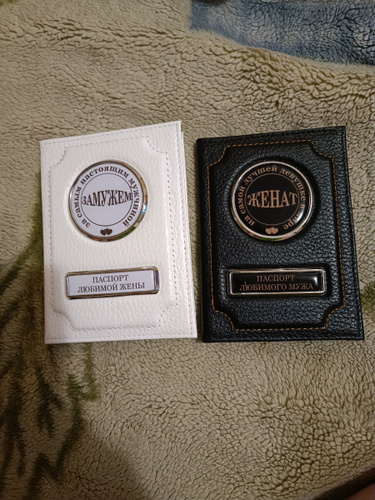 за самым настоящим мужчиной
ЗАМУЖЕМ
ПАСПОРТ
ЛЮБИМОЙ ЖЕНЫ
на самой лучшей девушке в мире
ЖЕНАТ
ПАСПОРТ
ЛЮБИМОГО МУЖА